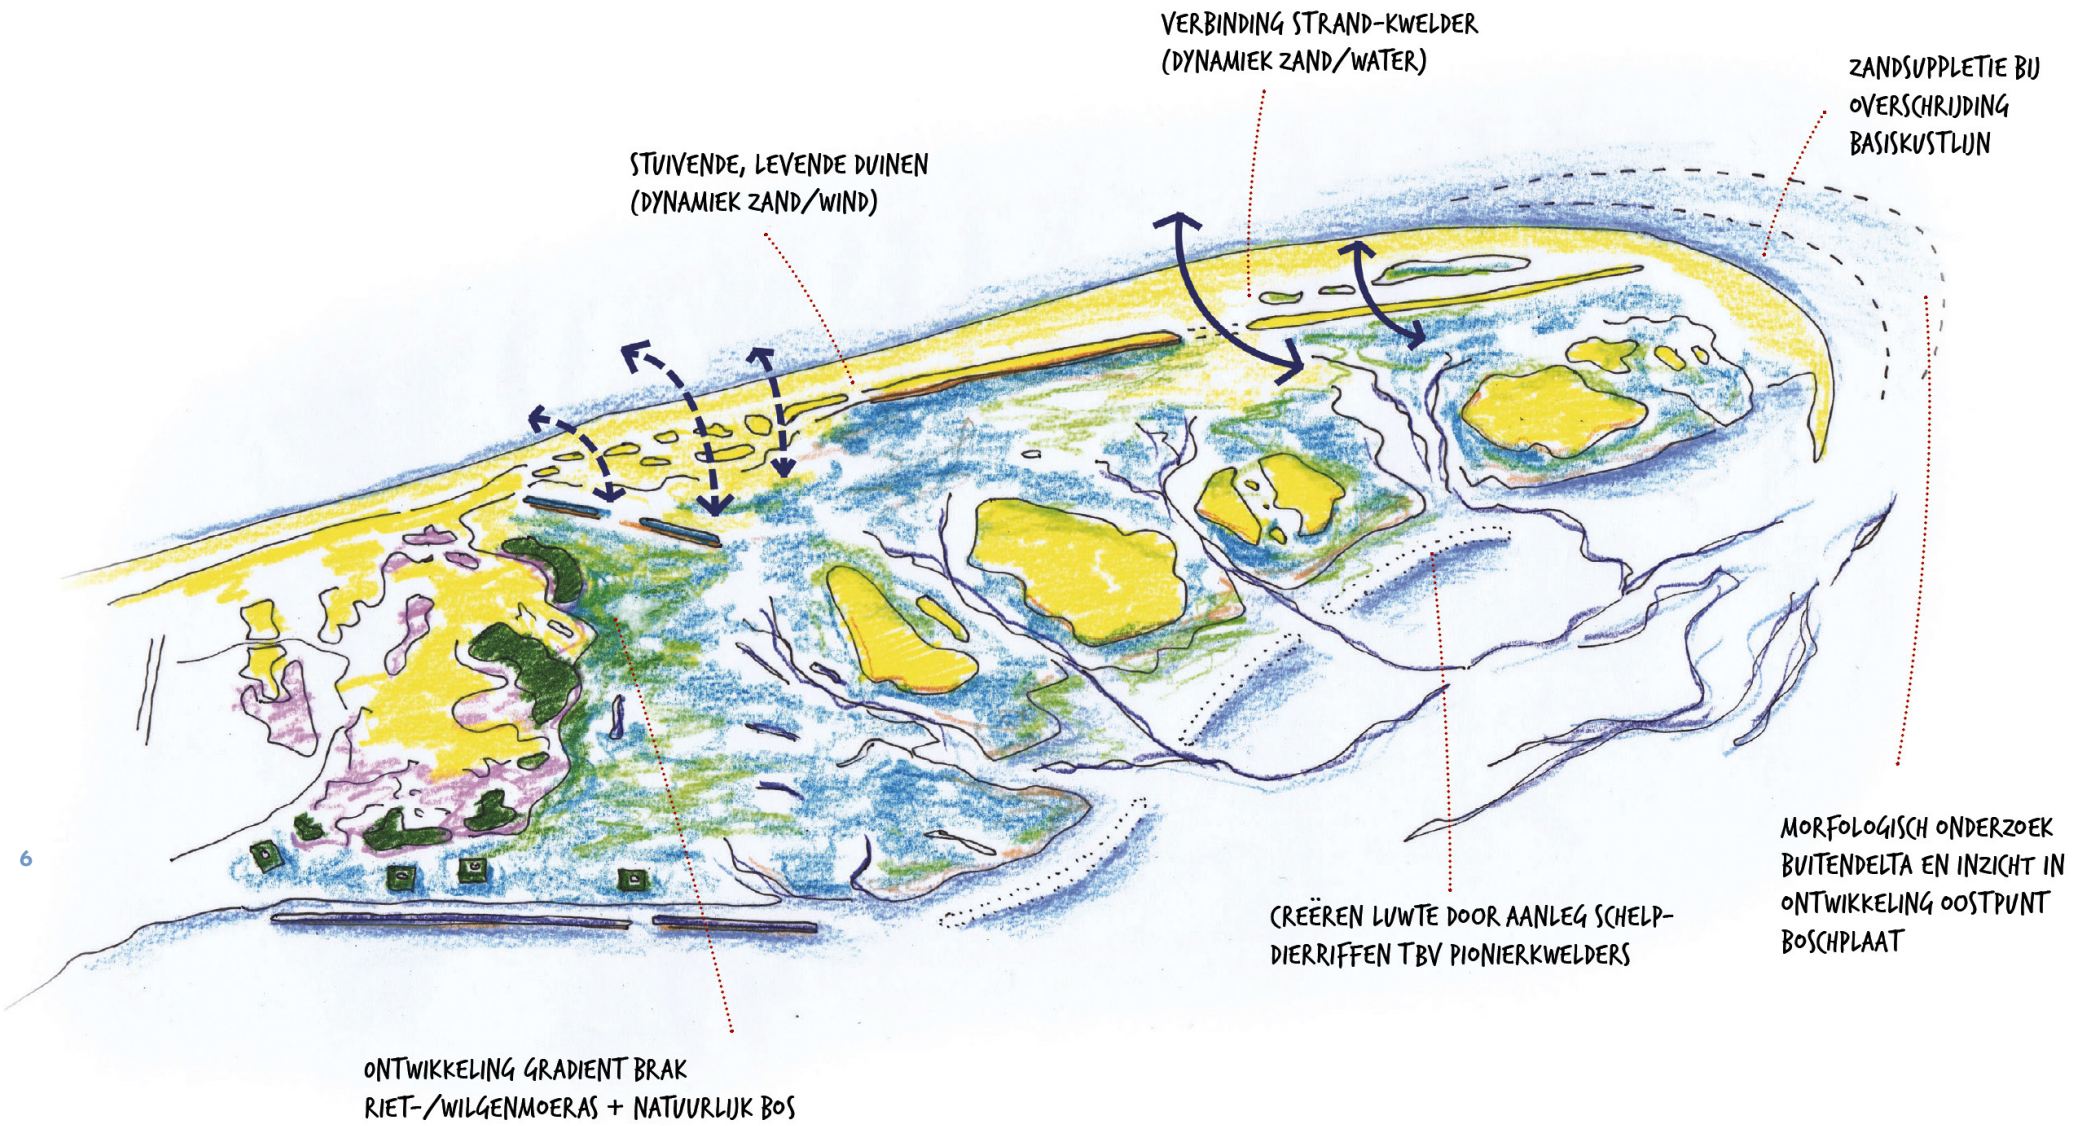 VERBINDING STRAND-KWELDER
(DYNAMIEK ZAND/WATER)
ZANDSUPPLETIE BIJ
OVERSCHRIJDING
BASISKUSTLIJN
STUIVENDE, LEVENDE DUINEN
(DYNAMIEK ZAND/WIND)
6
MORFOLOGISCH ONDERZOEK
BUITENDELTA EN INZICHT IN
ONTWIKKELING OOSTPUNT
BOSCHPLAAT
CREËREN LUWTE DOOR AANLEG SCHELP-
DIERRIFFEN TBV PIONIERKWELDERS
ONTWIKKELING GRADIENT BRAK
RIET-/WILGENMOERAS + NATUURLIJK BOS